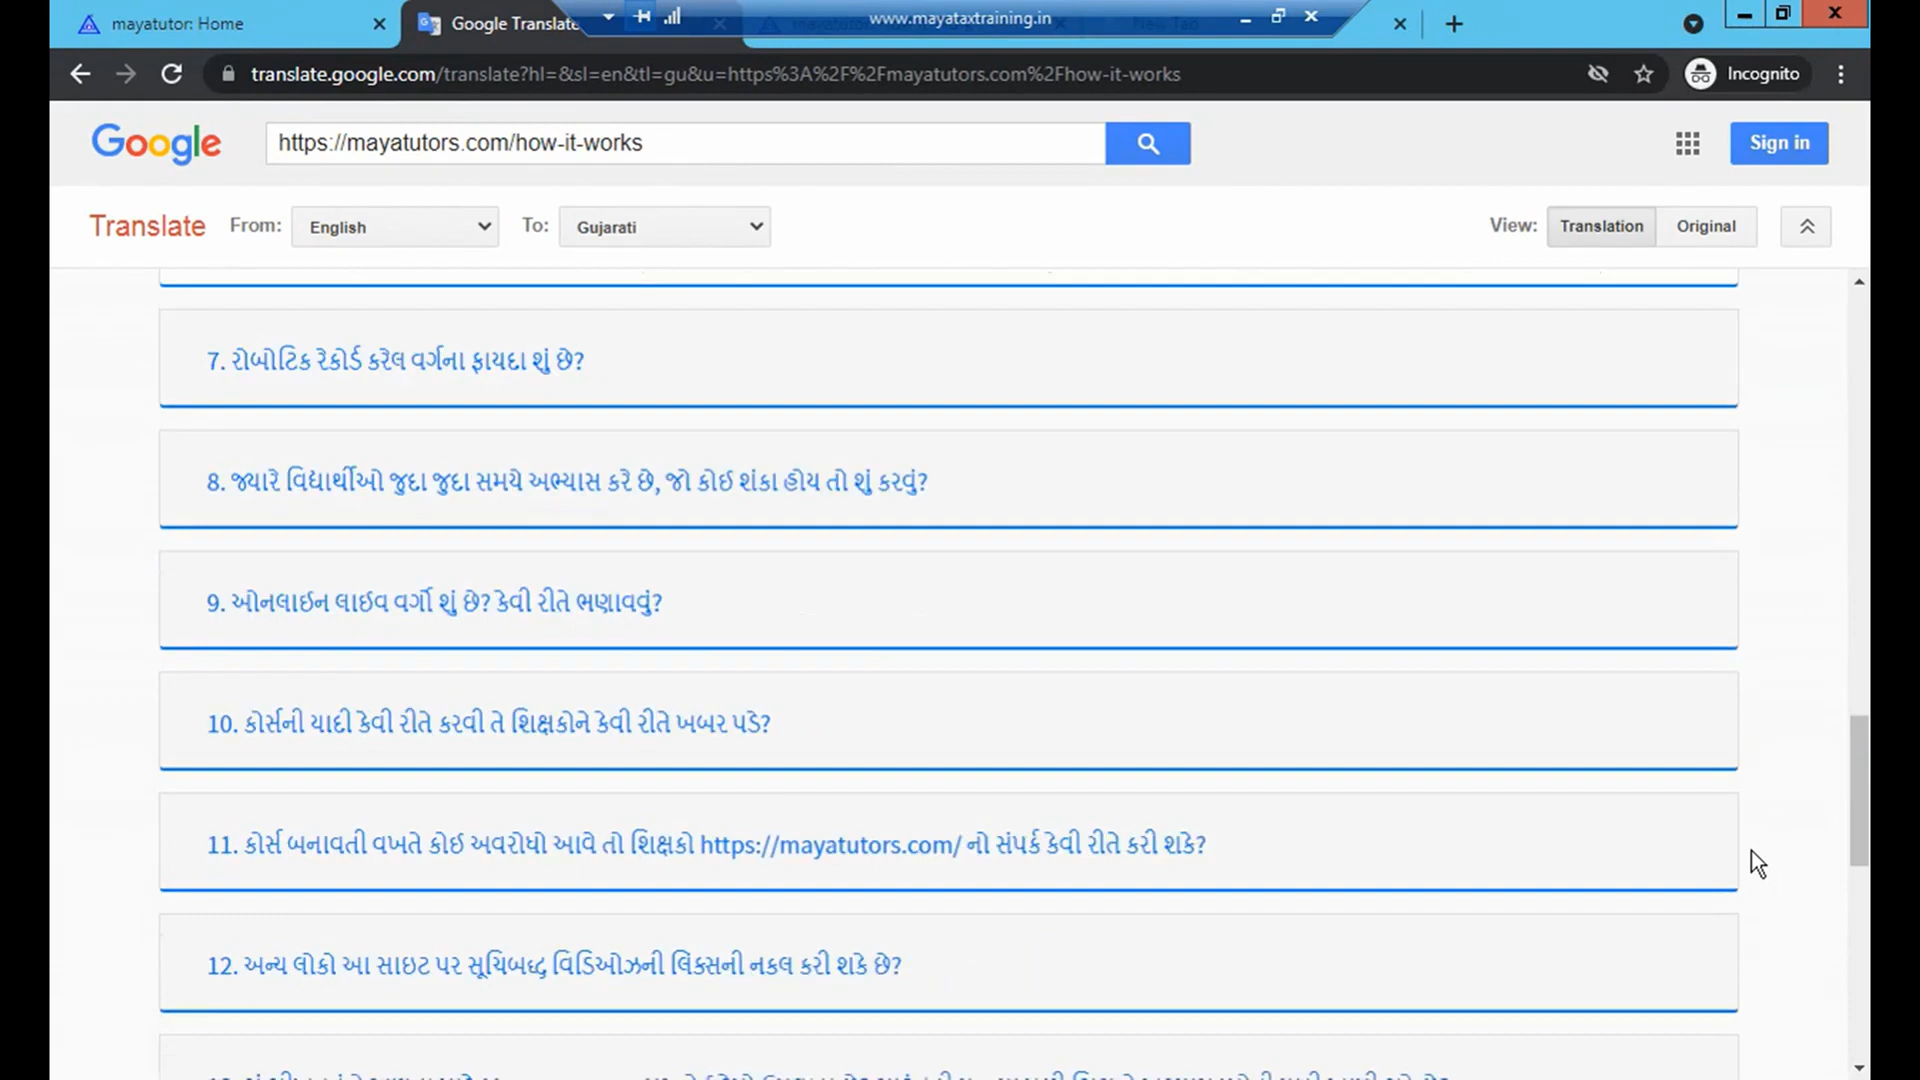 mayatutor: Home
Google Translate
www.mayataxtraining.in
translate.google.com/translate?hl=&sl=en&tl=gu&u=https%3A%2F%2Fmayatutors.com%2Fhow-it-works
Incognito
Google
https://mayatutors.com/how-it-works
Sign in
Translate From: English To: Gujarati View: Translation Original
7. રોબોટિક રેકોર્ડ કરેલ વર્ગના ફાયદા શું છે?
8. જ્યારે વિદ્યાર્થીઓ જુદા જુદા સમયે અભ્યાસ કરે છે, જો કોઈ શંકા હોય તો શું કરવું?
9. ઓનલાઈન લાઈવ વર્ગો શું છે? કેવી રીતે ભણાવવું?
10. કોર્સની યાદી કેવી રીતે કરવી તે શિક્ષકોને કેવી રીતે ખબર પડે?
11. કોર્સ બનાવતી વખતે કોઈ અવરોધો આવે તો શિક્ષકો https://mayatutors.com/ નો સંપર્ક કેવી રીતે કરી શકે?
12. અન્ય લોકો આ સાઇટ પર સૂચિબદ્ધ વિડિઓઝની લિંક્સની નકલ કરી શકે છે?